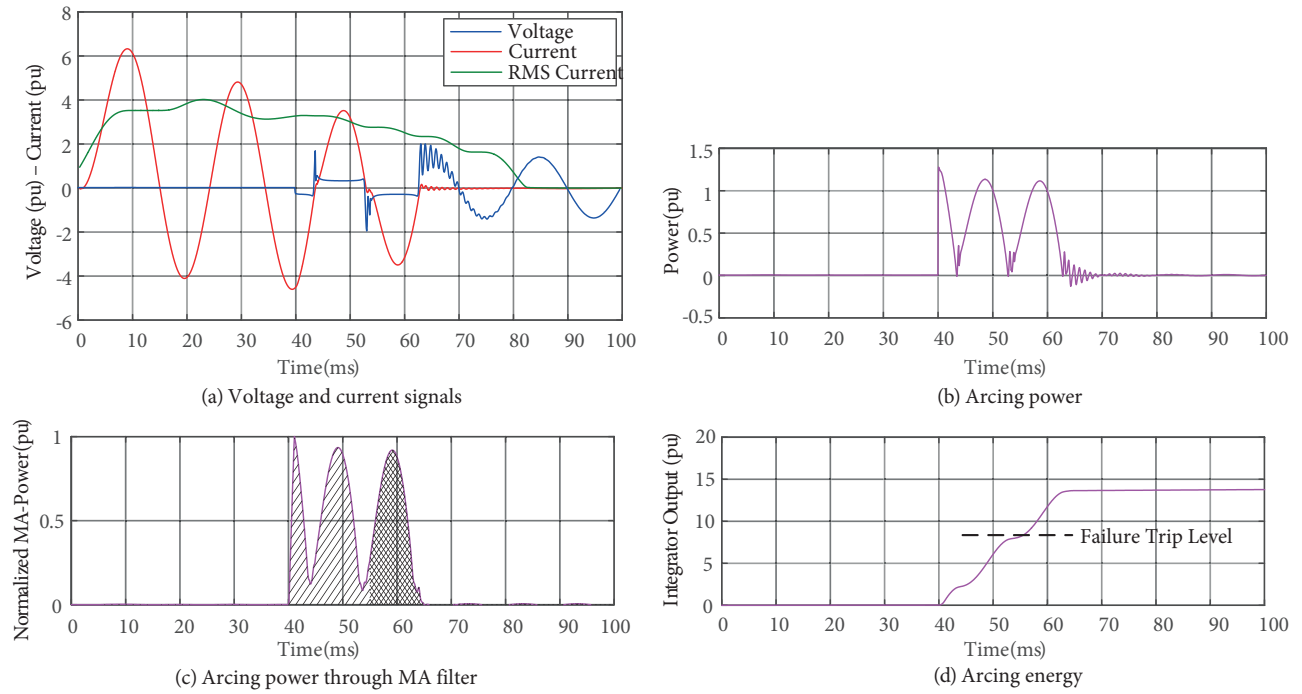 8
6
4
2
0
-2
-4
-6
Voltage (pu) – Current (pu)
Voltage
Current
RMS Current
0 10 20 30 40 50 60 70 80 90 100
Time(ms)
(a) Voltage and current signals
1.5
1
0.5
0
-0.5
Power(pu)
0 10 20 30 40 50 60 70 80 90 100
Time(ms)
(b) Arcing power
1
0.5
0
Normalized MA-Power(pu)
0 10 20 30 40 50 60 70 80 90 100
Time(ms)
(c) Arcing power through MA filter
20
15
10
5
0
Integrator Output (pu)
Failure Trip Level
0 10 20 30 40 50 60 70 80 90 100
Time(ms)
(d) Arcing energy